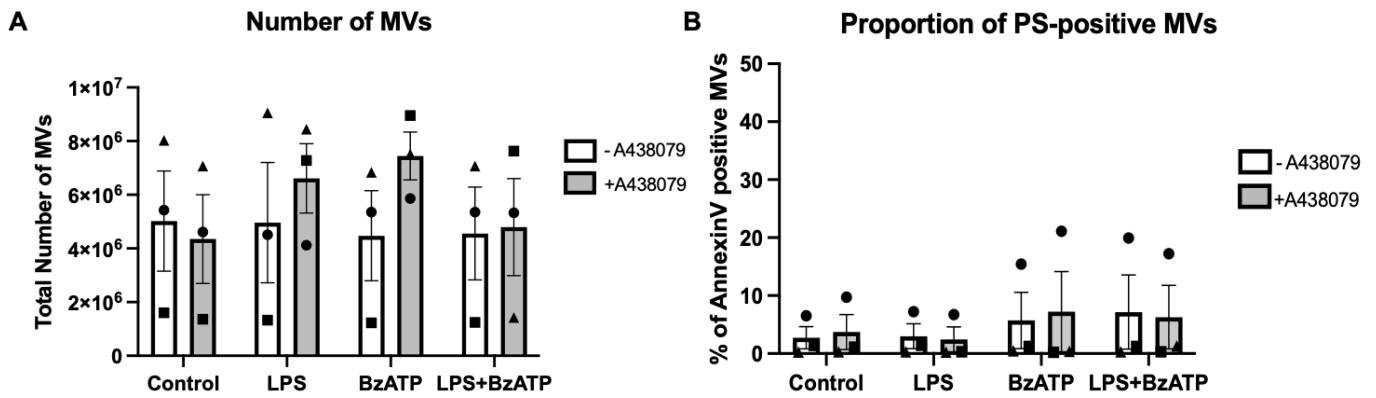 A
Number of MVs
Total Number of MVs
1×10⁷
8×10⁶
6×10⁶
4×10⁶
2×10⁶
0
Control
LPS
BzATP
LPS+BzATP
- A438079
+A438079
B
Proportion of PS-positive MVs
% of AnnexinV positive MVs
50
40
30
20
10
0
Control
LPS
BzATP
LPS+BzATP
- A438079
+A438079